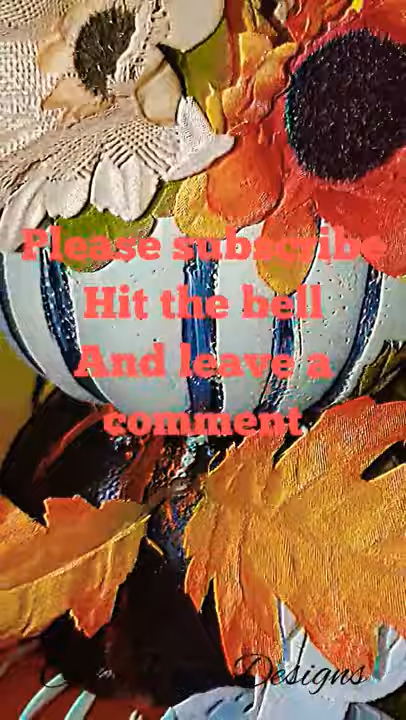 Please subscribe
Hit the bell
And leave a
comment
Designs